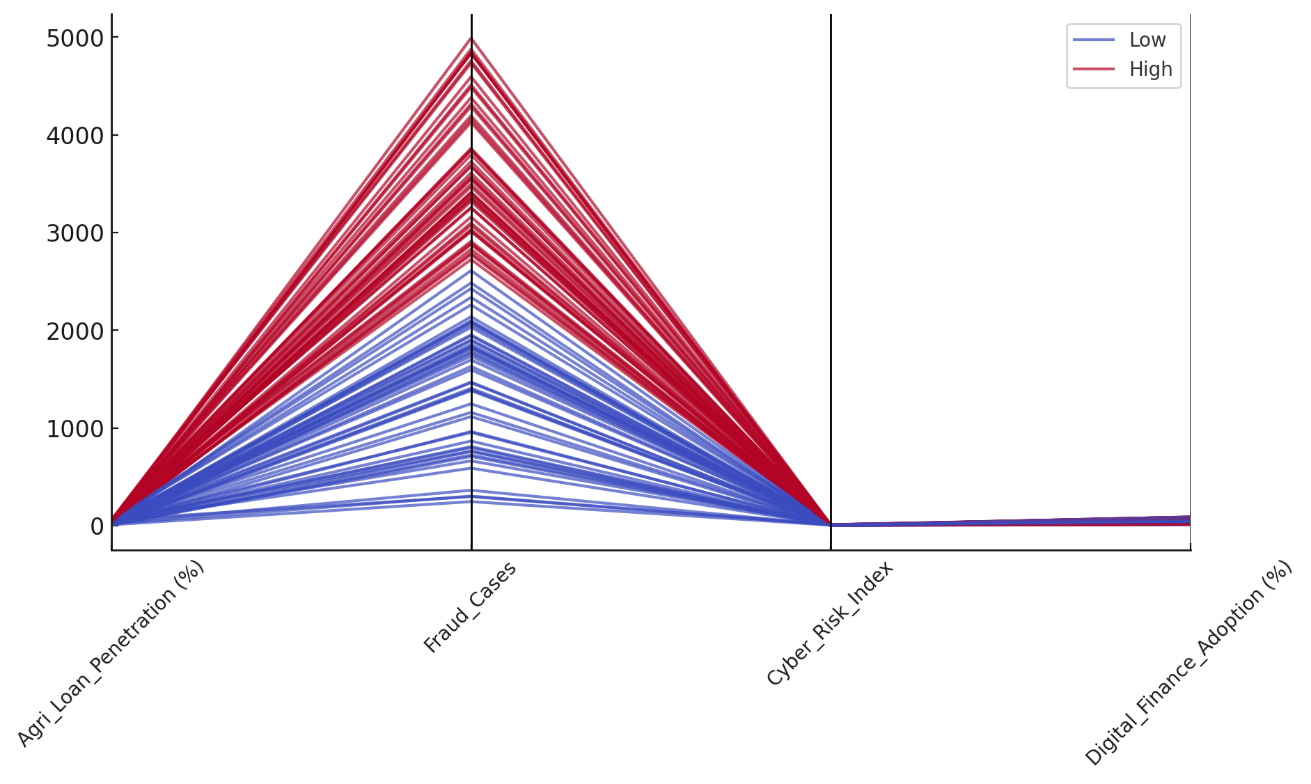 5000
4000
3000
2000
1000
0
Low
High
Agri_Loan_Penetration (%)
Fraud_Cases
Cyber_Risk_Index
Digital_Finance_Adoption (%)